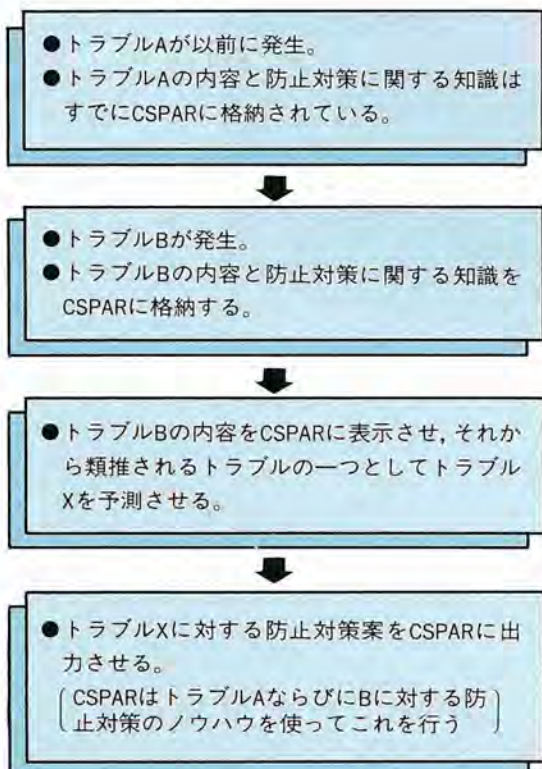 ●トラブルAが以前に発生。
●トラブルAの内容と防止対策に関する知識は
すでにCSPARに格納されている。
●トラブルBが発生。
●トラブルBの内容と防止対策に関する知識を
CSPARに格納する。
●トラブルBの内容をCSPARに表示させ,それか
ら類推されるトラブルの一つとしてトラブル
Xを予測させる。
●トラブルXに対する防止対策案をCSPARに出
力させる。
(CSPARはトラブルAならびにBに対する防
止対策のノウハウを使ってこれを行う)